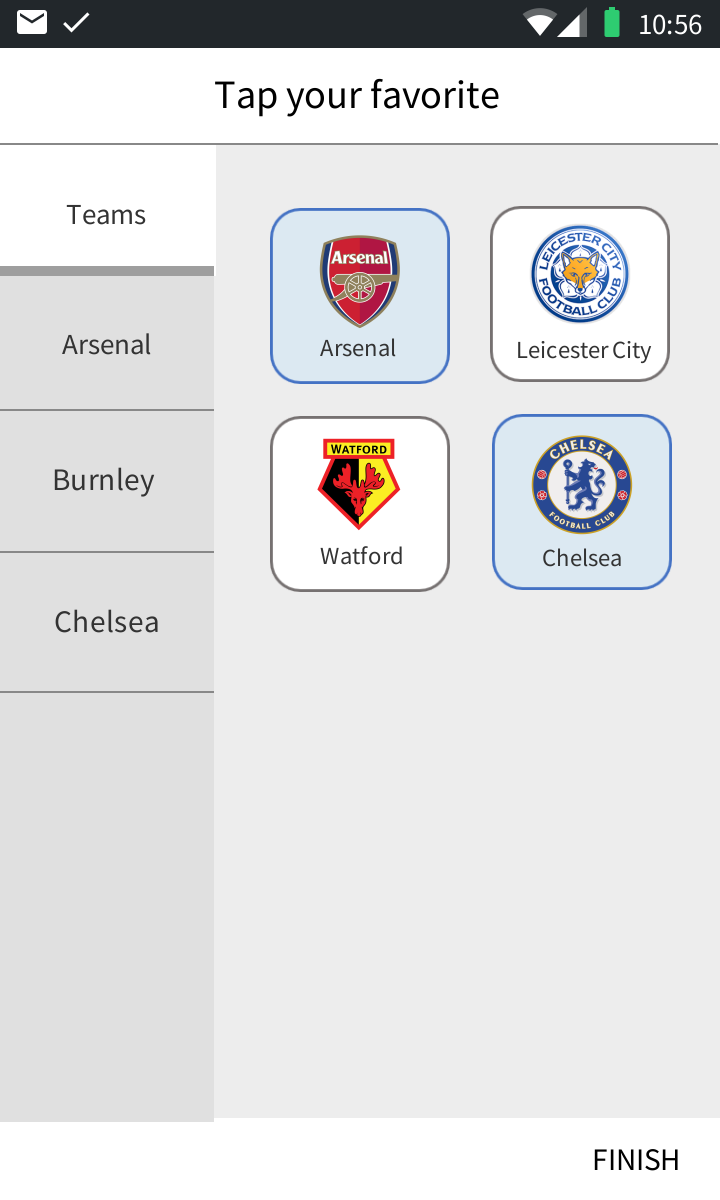 10:56
Tap your favorite
Teams
Arsenal
Burnley
Chelsea
Arsenal
Arsenal
LEICESTER CITY
FOOTBALL CLUB
Leicester City
WATFORD
Watford
CHELSEA
FOOTBALL CLUB
Chelsea
FINISH